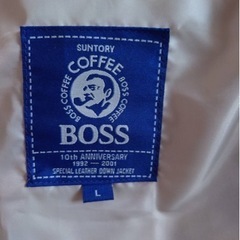 SUNTORY
COFFEE
BOSS COFFEE
BOSS COFFEE
BOSS
10th ANNIVERSARY
1992 - 2001
SPECIAL LEATHER DOWN JACKET
L